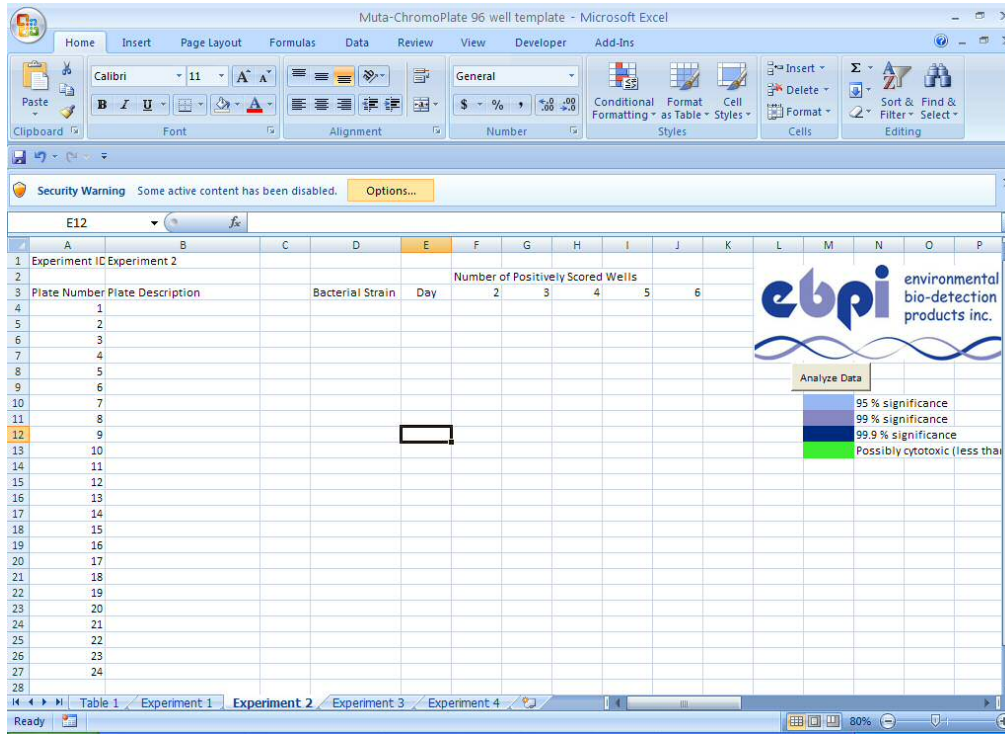 Muta-ChromoPlate 96 well template - Microsoft Excel
Home Insert Page Layout Formulas Data Review View Developer Add-Ins
Paste
Clipboard
Calibri 11 A A
B I U A
Font
Alignment
General
$ % , .0 .00 .00 .0
Number
Conditional Formatting
Format as Table
Cell Styles
Styles
Insert
Delete
Format
Cells
Σ
Sort & Filter
Find & Select
Editing
Security Warning Some active content has been disabled. Options...
E12 fx
A B C D E F G H I J K L M N O P
1 Experiment ID Experiment 2
2 Number of Positively Scored Wells
3 Plate Number Plate Description Bacterial Strain Day 2 3 4 5 6
4 1
5 2
6 3
7 4
8 5
9 6
10 7
11 8
12 9
13 10
14 11
15 12
16 13
17 14
18 15
19 16
20 17
21 18
22 19
23 20
24 21
25 22
26 23
27 24
28
ebpi
environmental
bio-detection
products inc.
Analyze Data
95 % significance
99 % significance
99.9 % significance
Possibly cytotoxic (less than
Table 1 Experiment 1 Experiment 2 Experiment 3 Experiment 4
Ready 80%